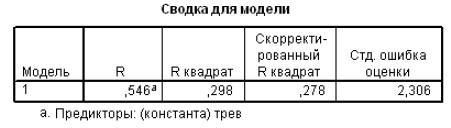 Сводка для модели
Модель R R квадрат Скорректи-рованный R квадрат Стд. ошибка оценки
1 ,546a ,298 ,278 2,306
a. Предикторы: (константа) трев